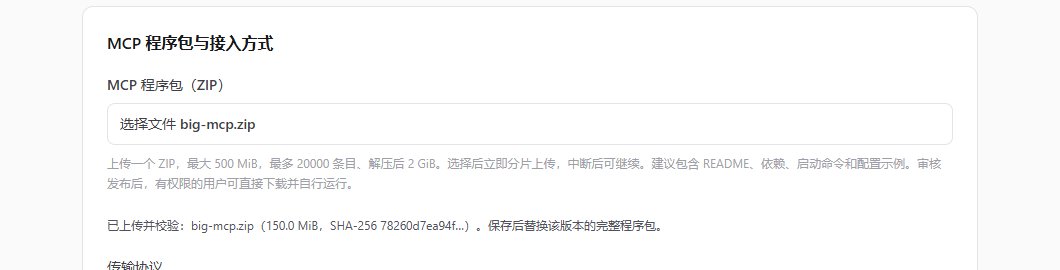 MCP 程序包与接入方式
MCP 程序包（ZIP）
选择文件 big-mcp.zip
上传一个 ZIP，最大 500 MiB，最多 20000 条目、解压后 2 GiB。选择后立即分片上传，中断后可继续。建议包含 README、依赖、启动命令和配置示例。审核
发布后，有权限的用户可直接下载并自行运行。
已上传并校验：big-mcp.zip（150.0 MiB，SHA-256 78260d7ea94f...）。保存后替换该版本的完整程序包。
传输协议